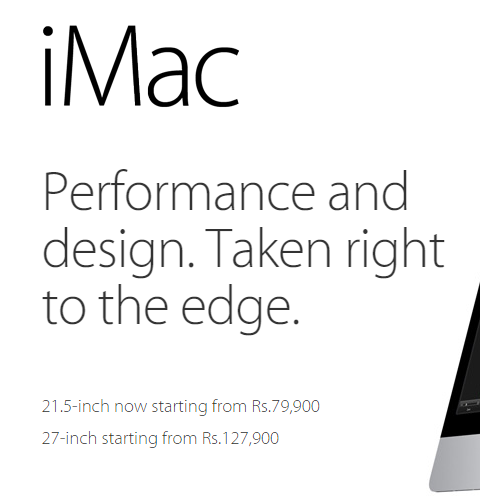 iMac
Performance and
design. Taken right
to the edge.
21.5-inch now starting from Rs.79,900
27-inch starting from Rs.127,900